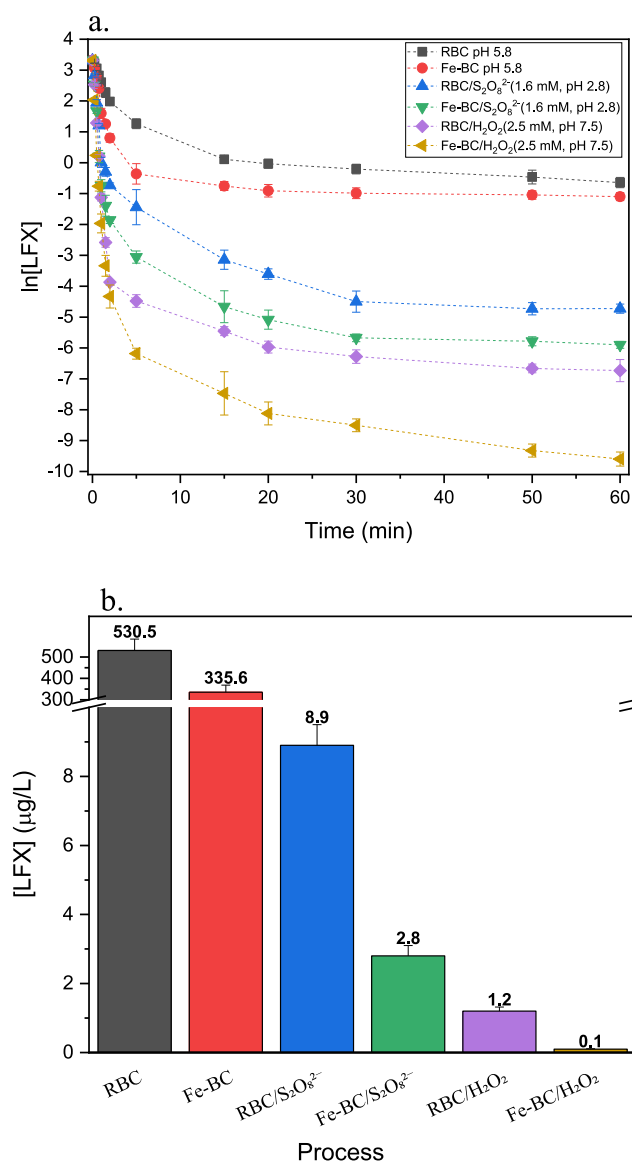 a.
4
3
2
1
0
-1
-2
-3
-4
-5
-6
-7
-8
-9
-10
ln[LFX]
RBC pH 5.8
Fe-BC pH 5.8
RBC/S₂O₈²⁻(1.6 mM, pH 2.8)
Fe-BC/S₂O₈²⁻(1.6 mM, pH 2.8)
RBC/H₂O₂(2.5 mM, pH 7.5)
Fe-BC/H₂O₂(2.5 mM, pH 7.5)
0 10 20 30 40 50 60
Time (min)
b.
500
400
300
8
6
4
2
0
[LFX] (µg/L)
530.5
335.6
8.9
2.8
1.2
0.1
RBC
Fe-BC
RBC/S₂O₈²⁻
Fe-BC/S₂O₈²⁻
RBC/H₂O₂
Fe-BC/H₂O₂
Process